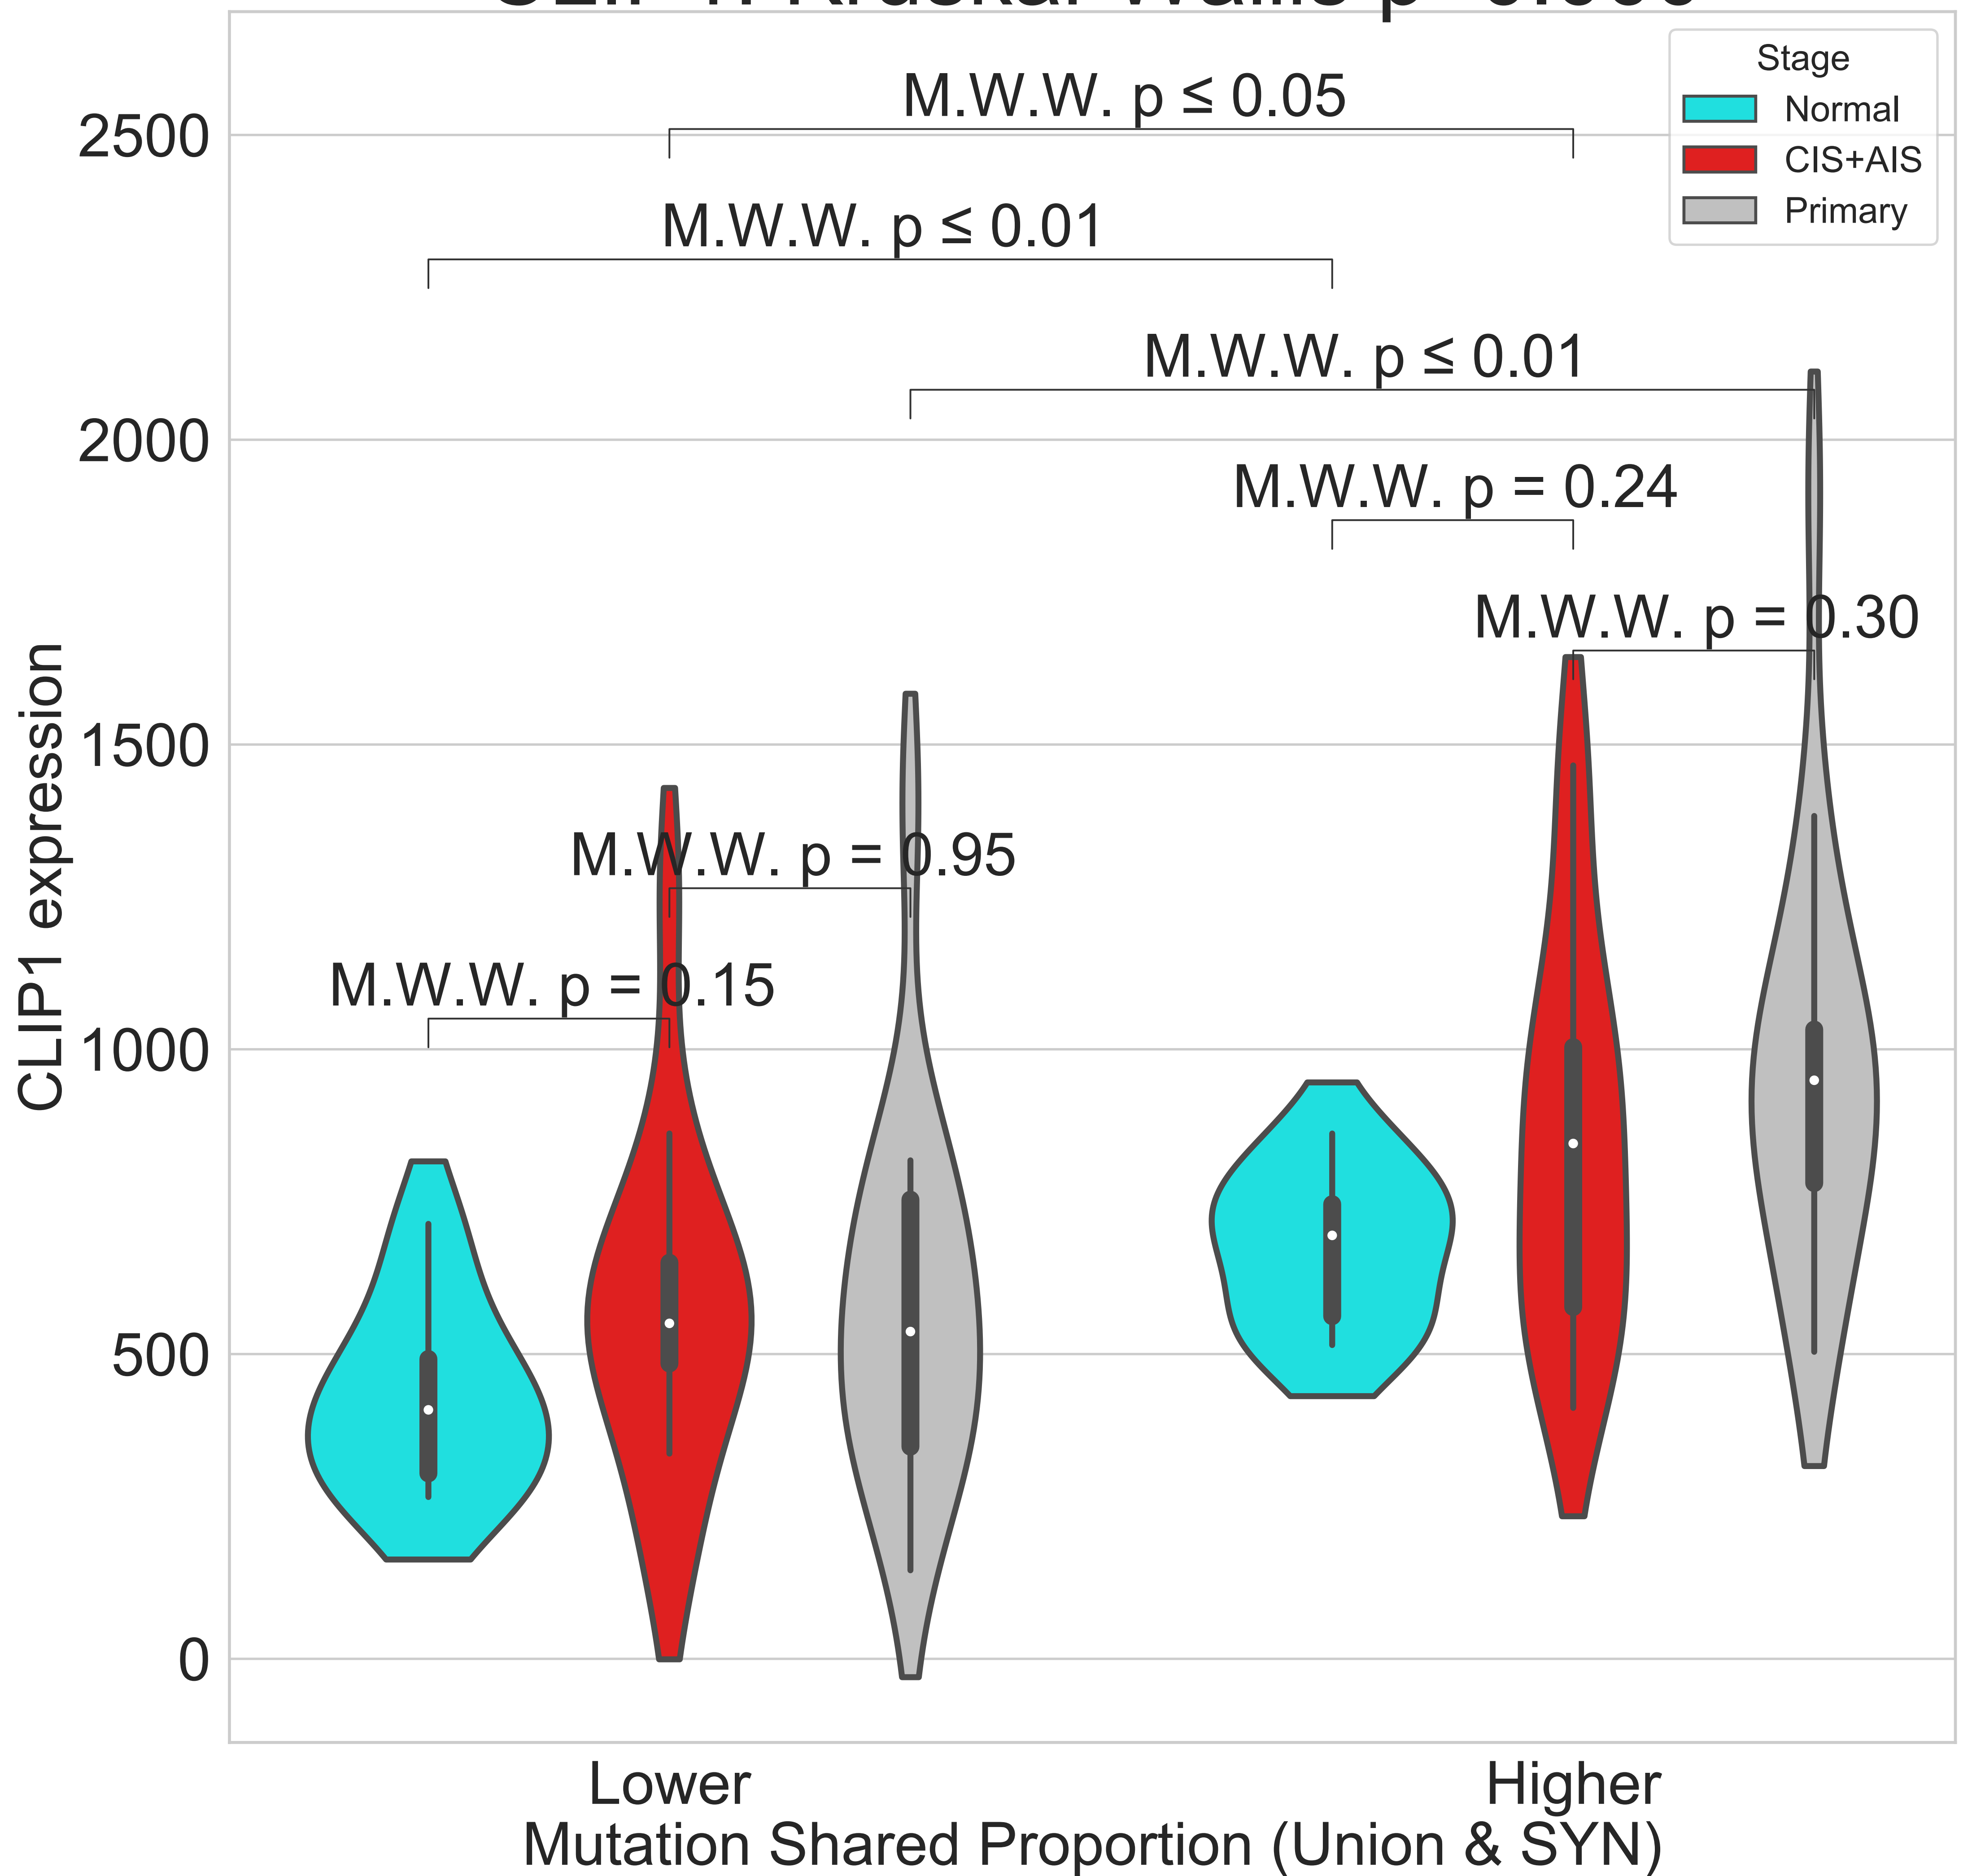 Stage
Normal
CIS+AIS
Primary
M.W.W. p ≤ 0.05
M.W.W. p ≤ 0.01
M.W.W. p ≤ 0.01
M.W.W. p = 0.24
M.W.W. p = 0.30
M.W.W. p = 0.95
M.W.W. p = 0.15
2500
2000
1500
1000
500
0
CLIP1 expression
Lower
Higher
Mutation Shared Proportion (Union & SYN)